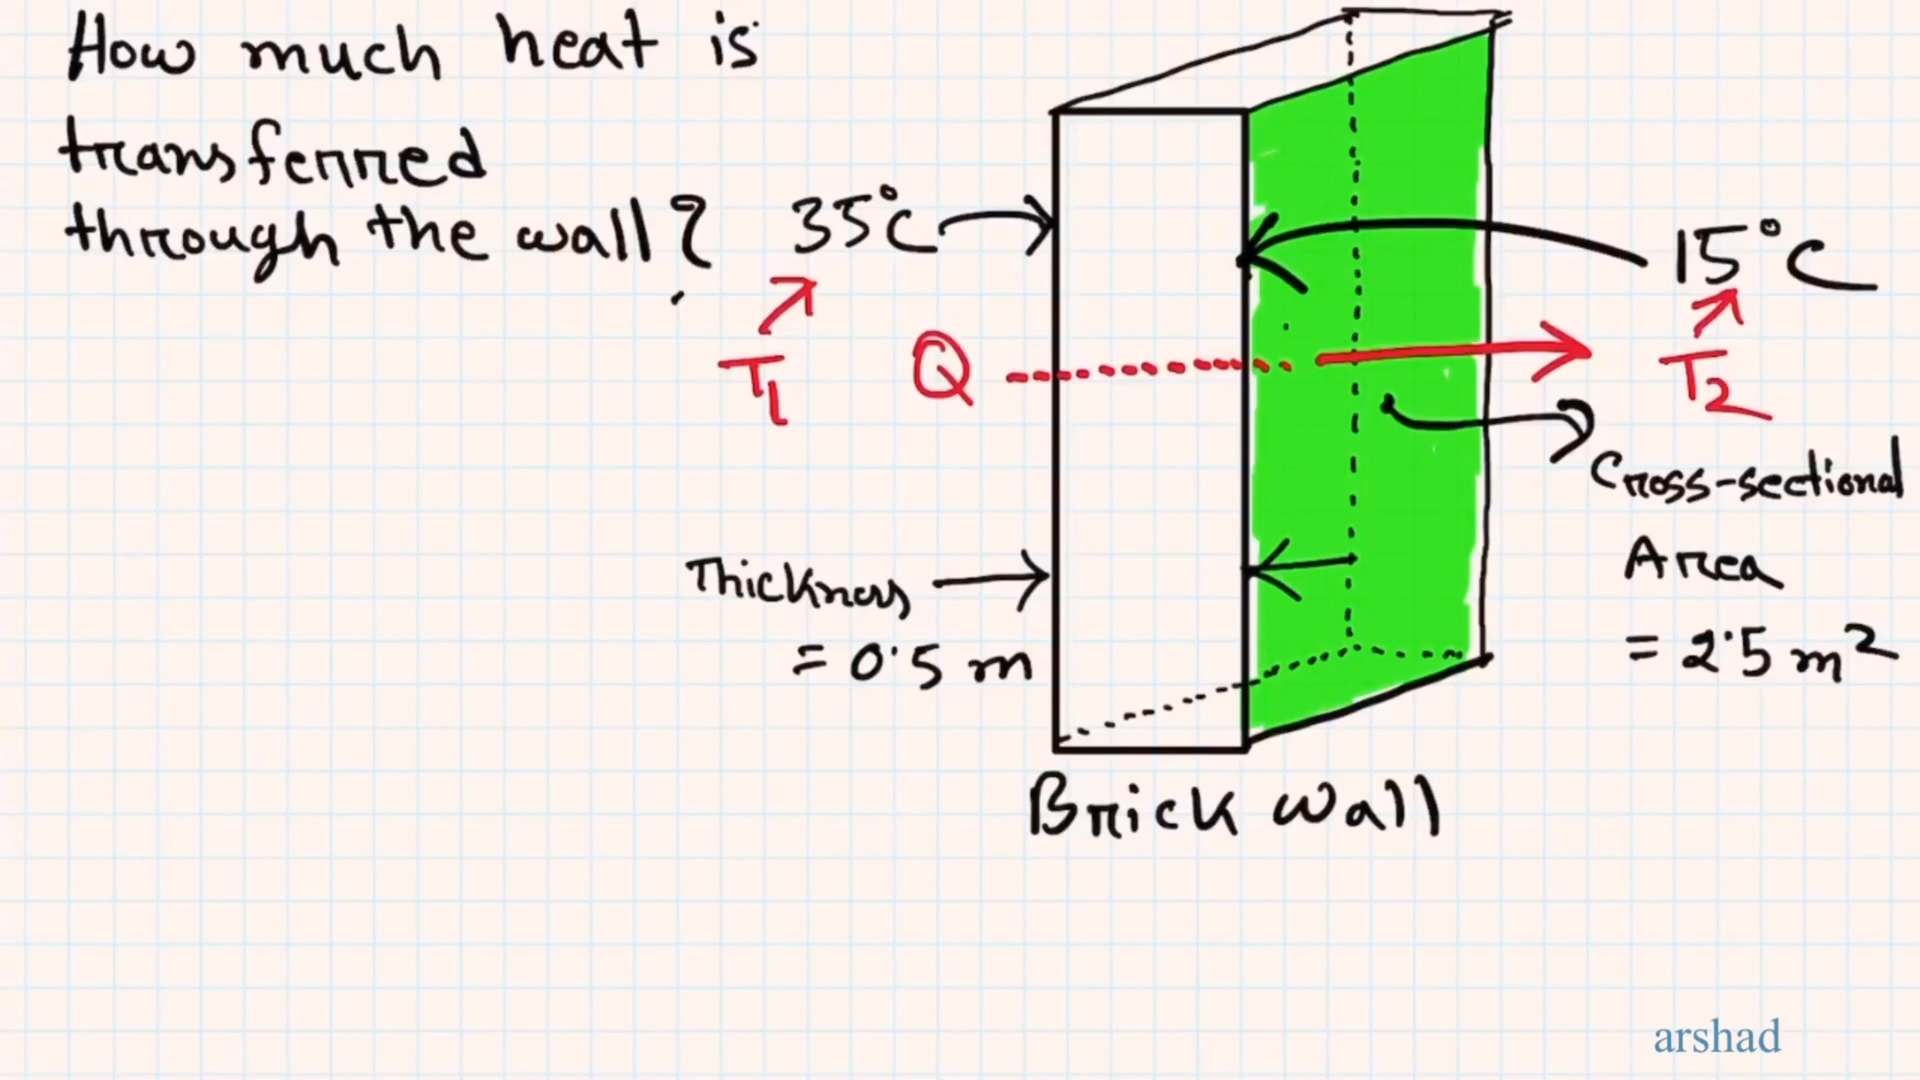 How much heat is
transferred
through the wall?
35°C
15°C
T1
Q
T2
Cross-sectional
Area
= 2.5 m²
Thickness
= 0.5 m
Brick wall
arshad